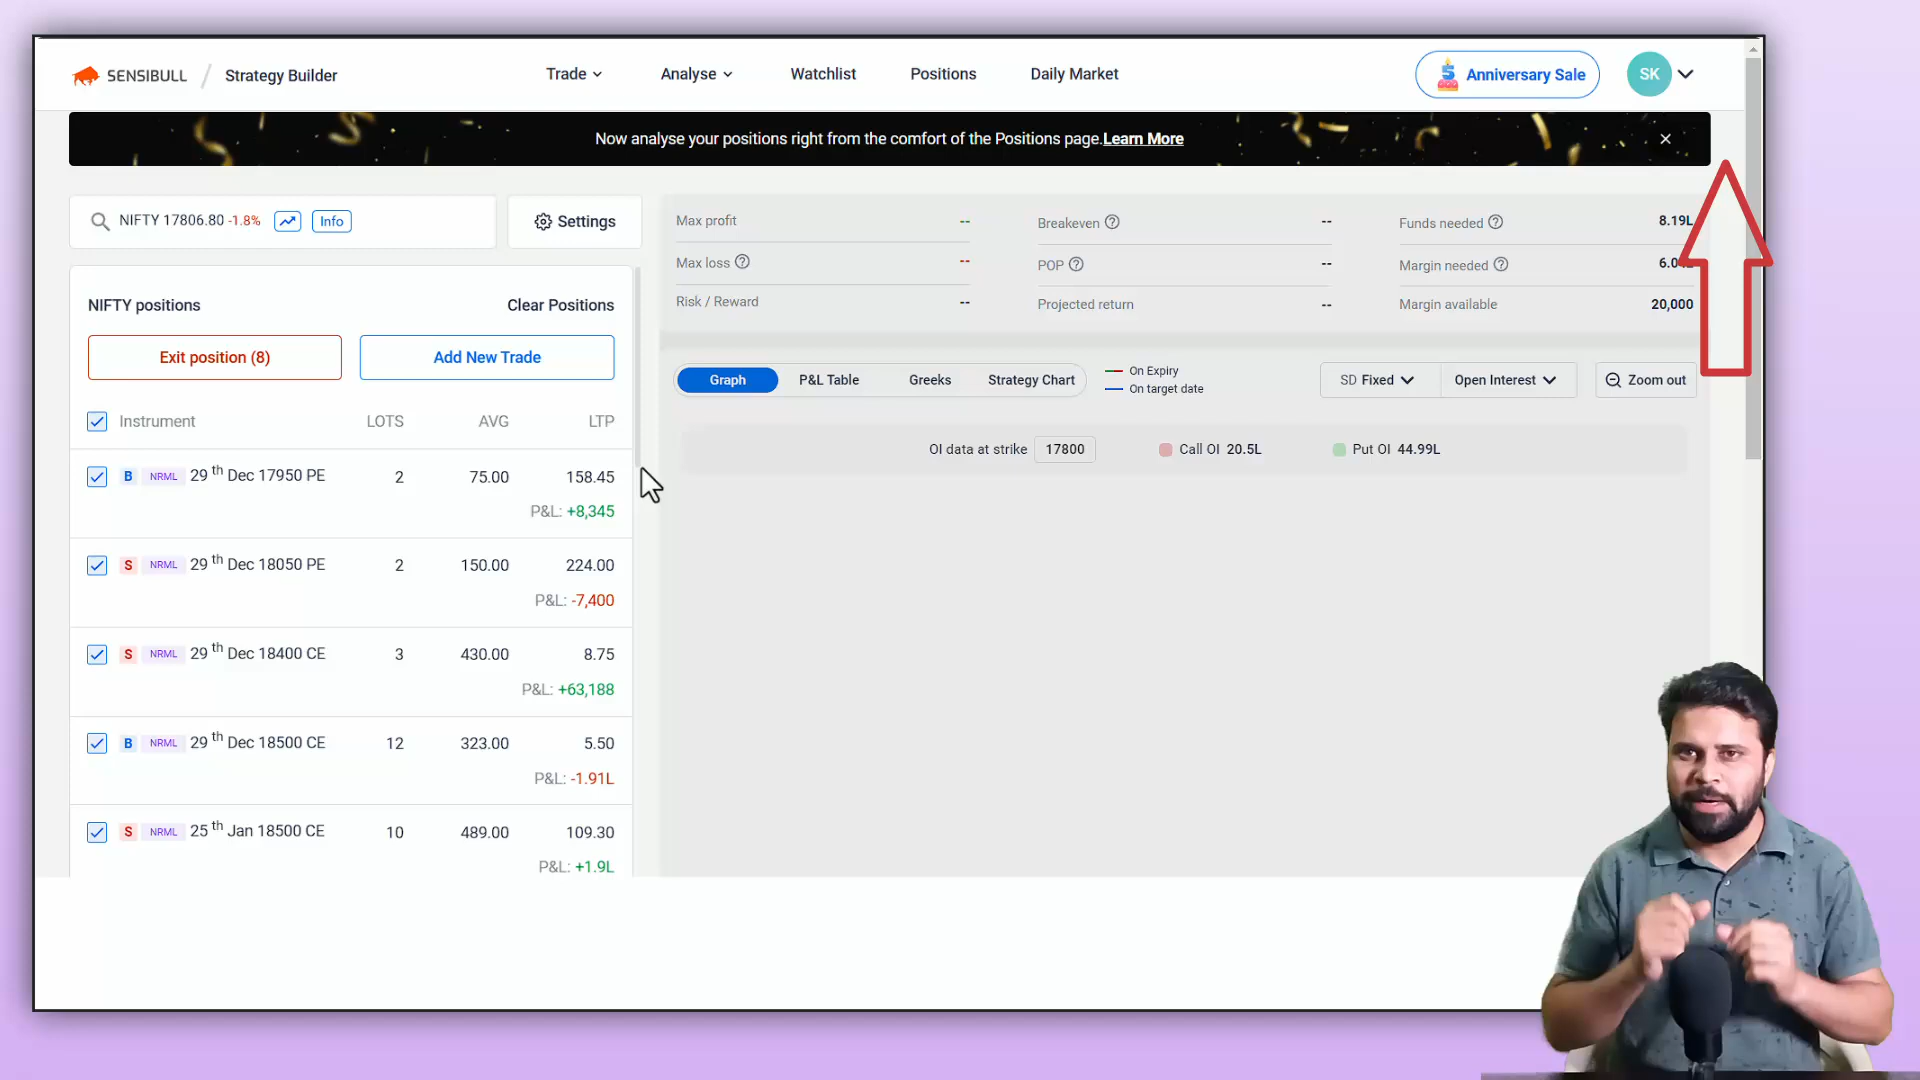 SENSIBULL / Strategy Builder
Trade
Analyse
Watchlist
Positions
Daily Market
5 Anniversary Sale
SK
Now analyse your positions right from the comfort of the Positions page.Learn More
NIFTY 17806.80 -1.8%
Info
Settings
Max profit --
Max loss --
Risk / Reward --
Breakeven --
POP --
Projected return --
Funds needed 8.19L
Margin needed
Margin available 20,000
NIFTY positions
Clear Positions
Exit position (8)
Add New Trade
Graph
P&L Table
Greeks
Strategy Chart
On Expiry
On target date
SD Fixed
Open Interest
Zoom out
OI data at strike 17800
Call OI 20.5L
Put OI 44.99L
Instrument LOTS AVG LTP
B NRML 29 th Dec 17950 PE 2 75.00 158.45
P&L: +8,345
S NRML 29 th Dec 18050 PE 2 150.00 224.00
P&L: -7,400
S NRML 29 th Dec 18400 CE 3 430.00 8.75
P&L: +63,188
B NRML 29 th Dec 18500 CE 12 323.00 5.50
P&L: -1.91L
S NRML 25 th Jan 18500 CE 10 489.00 109.30
P&L: +1.9L